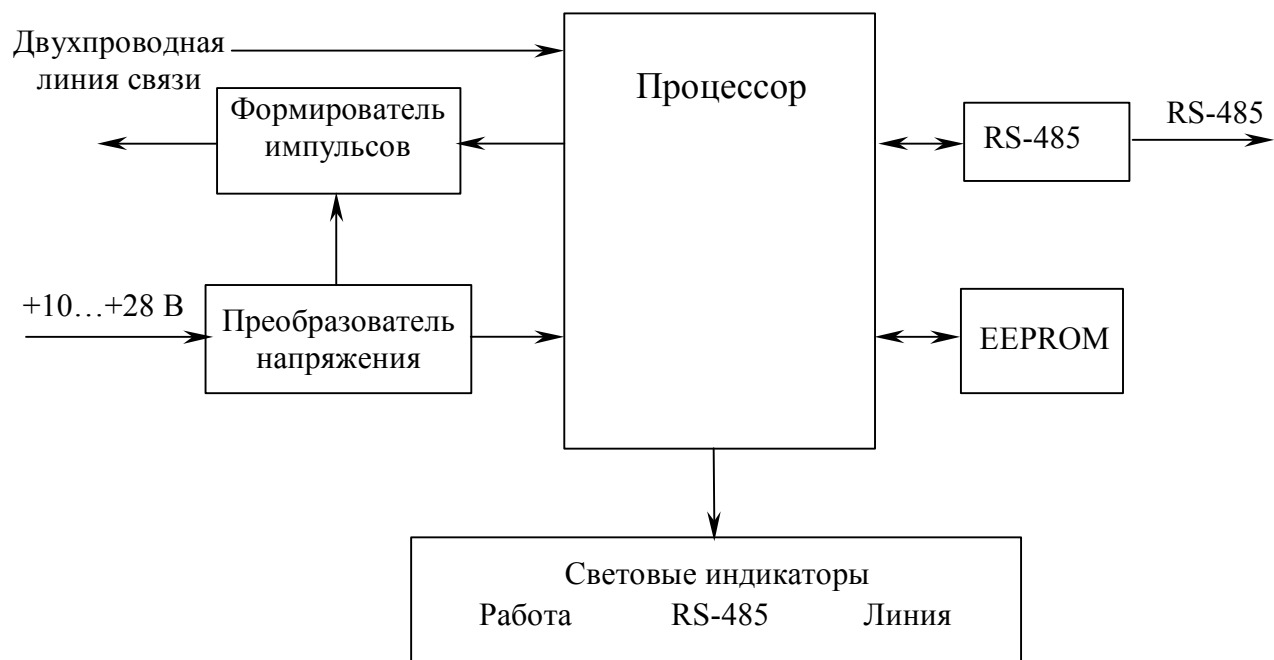 Двухпроводная
линия связи
Процессор
Формирователь
импульсов
RS-485
RS-485
+10…+28 В
Преобразователь
напряжения
EEPROM
Световые индикаторы
Работа RS-485 Линия